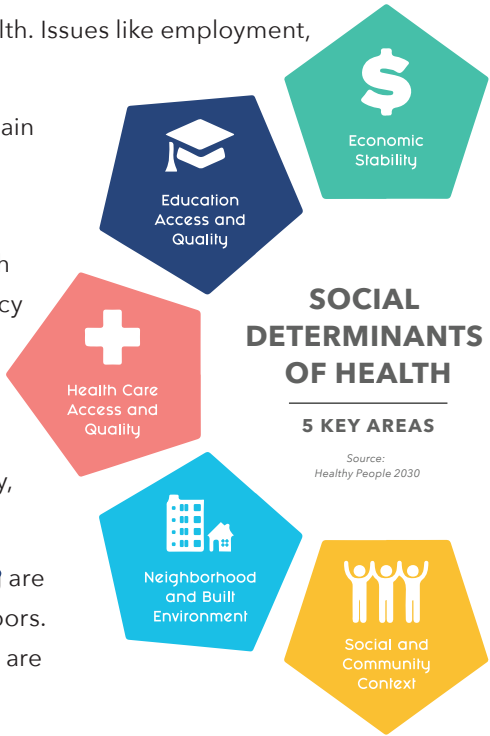 lth. Issues like employment,
ain
n
cy
y,
are
oors.
are
$
Economic
Stability
Education
Access and
Quality
Health Care
Access and
Quality
Neighborhood
and Built
Environment
Social and
Community
Context
SOCIAL
DETERMINANTS
OF HEALTH
5 KEY AREAS
Source:
Healthy People 2030